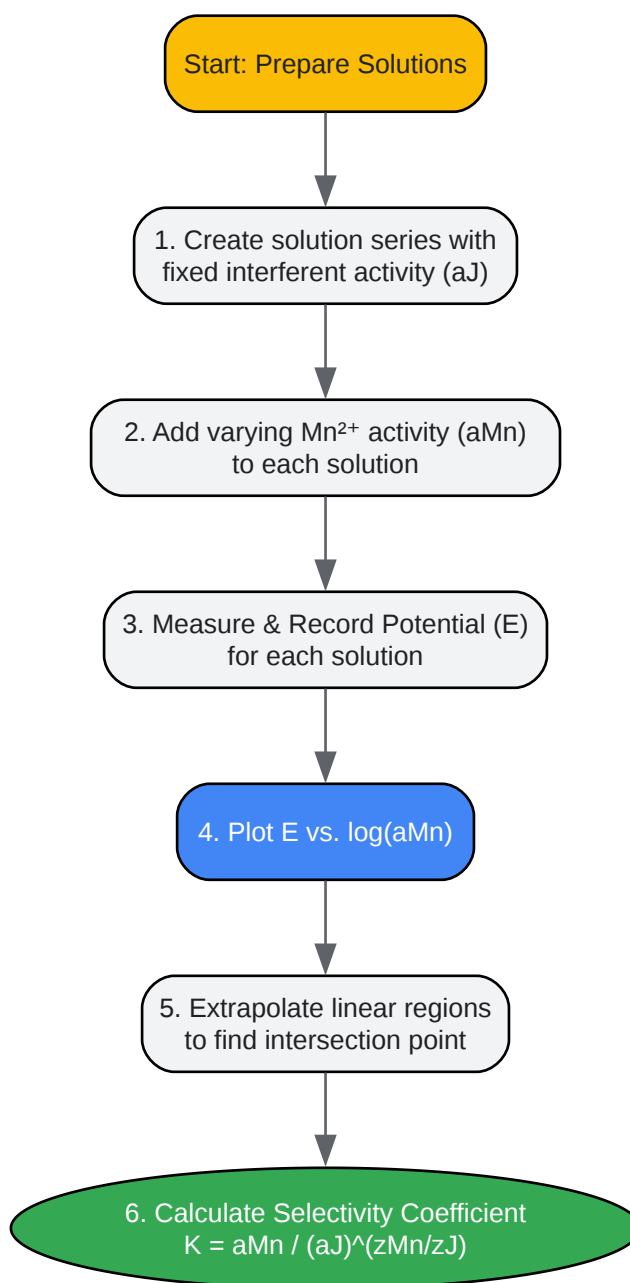 Start: Prepare Solutions
1. Create solution series with
fixed interferent activity (aJ)
2. Add varying Mn²⁺ activity (aMn)
to each solution
3. Measure & Record Potential (E)
for each solution
4. Plot E vs. log(aMn)
5. Extrapolate linear regions
to find intersection point
6. Calculate Selectivity Coefficient
K = aMn / (aJ)^(zMn/zJ)